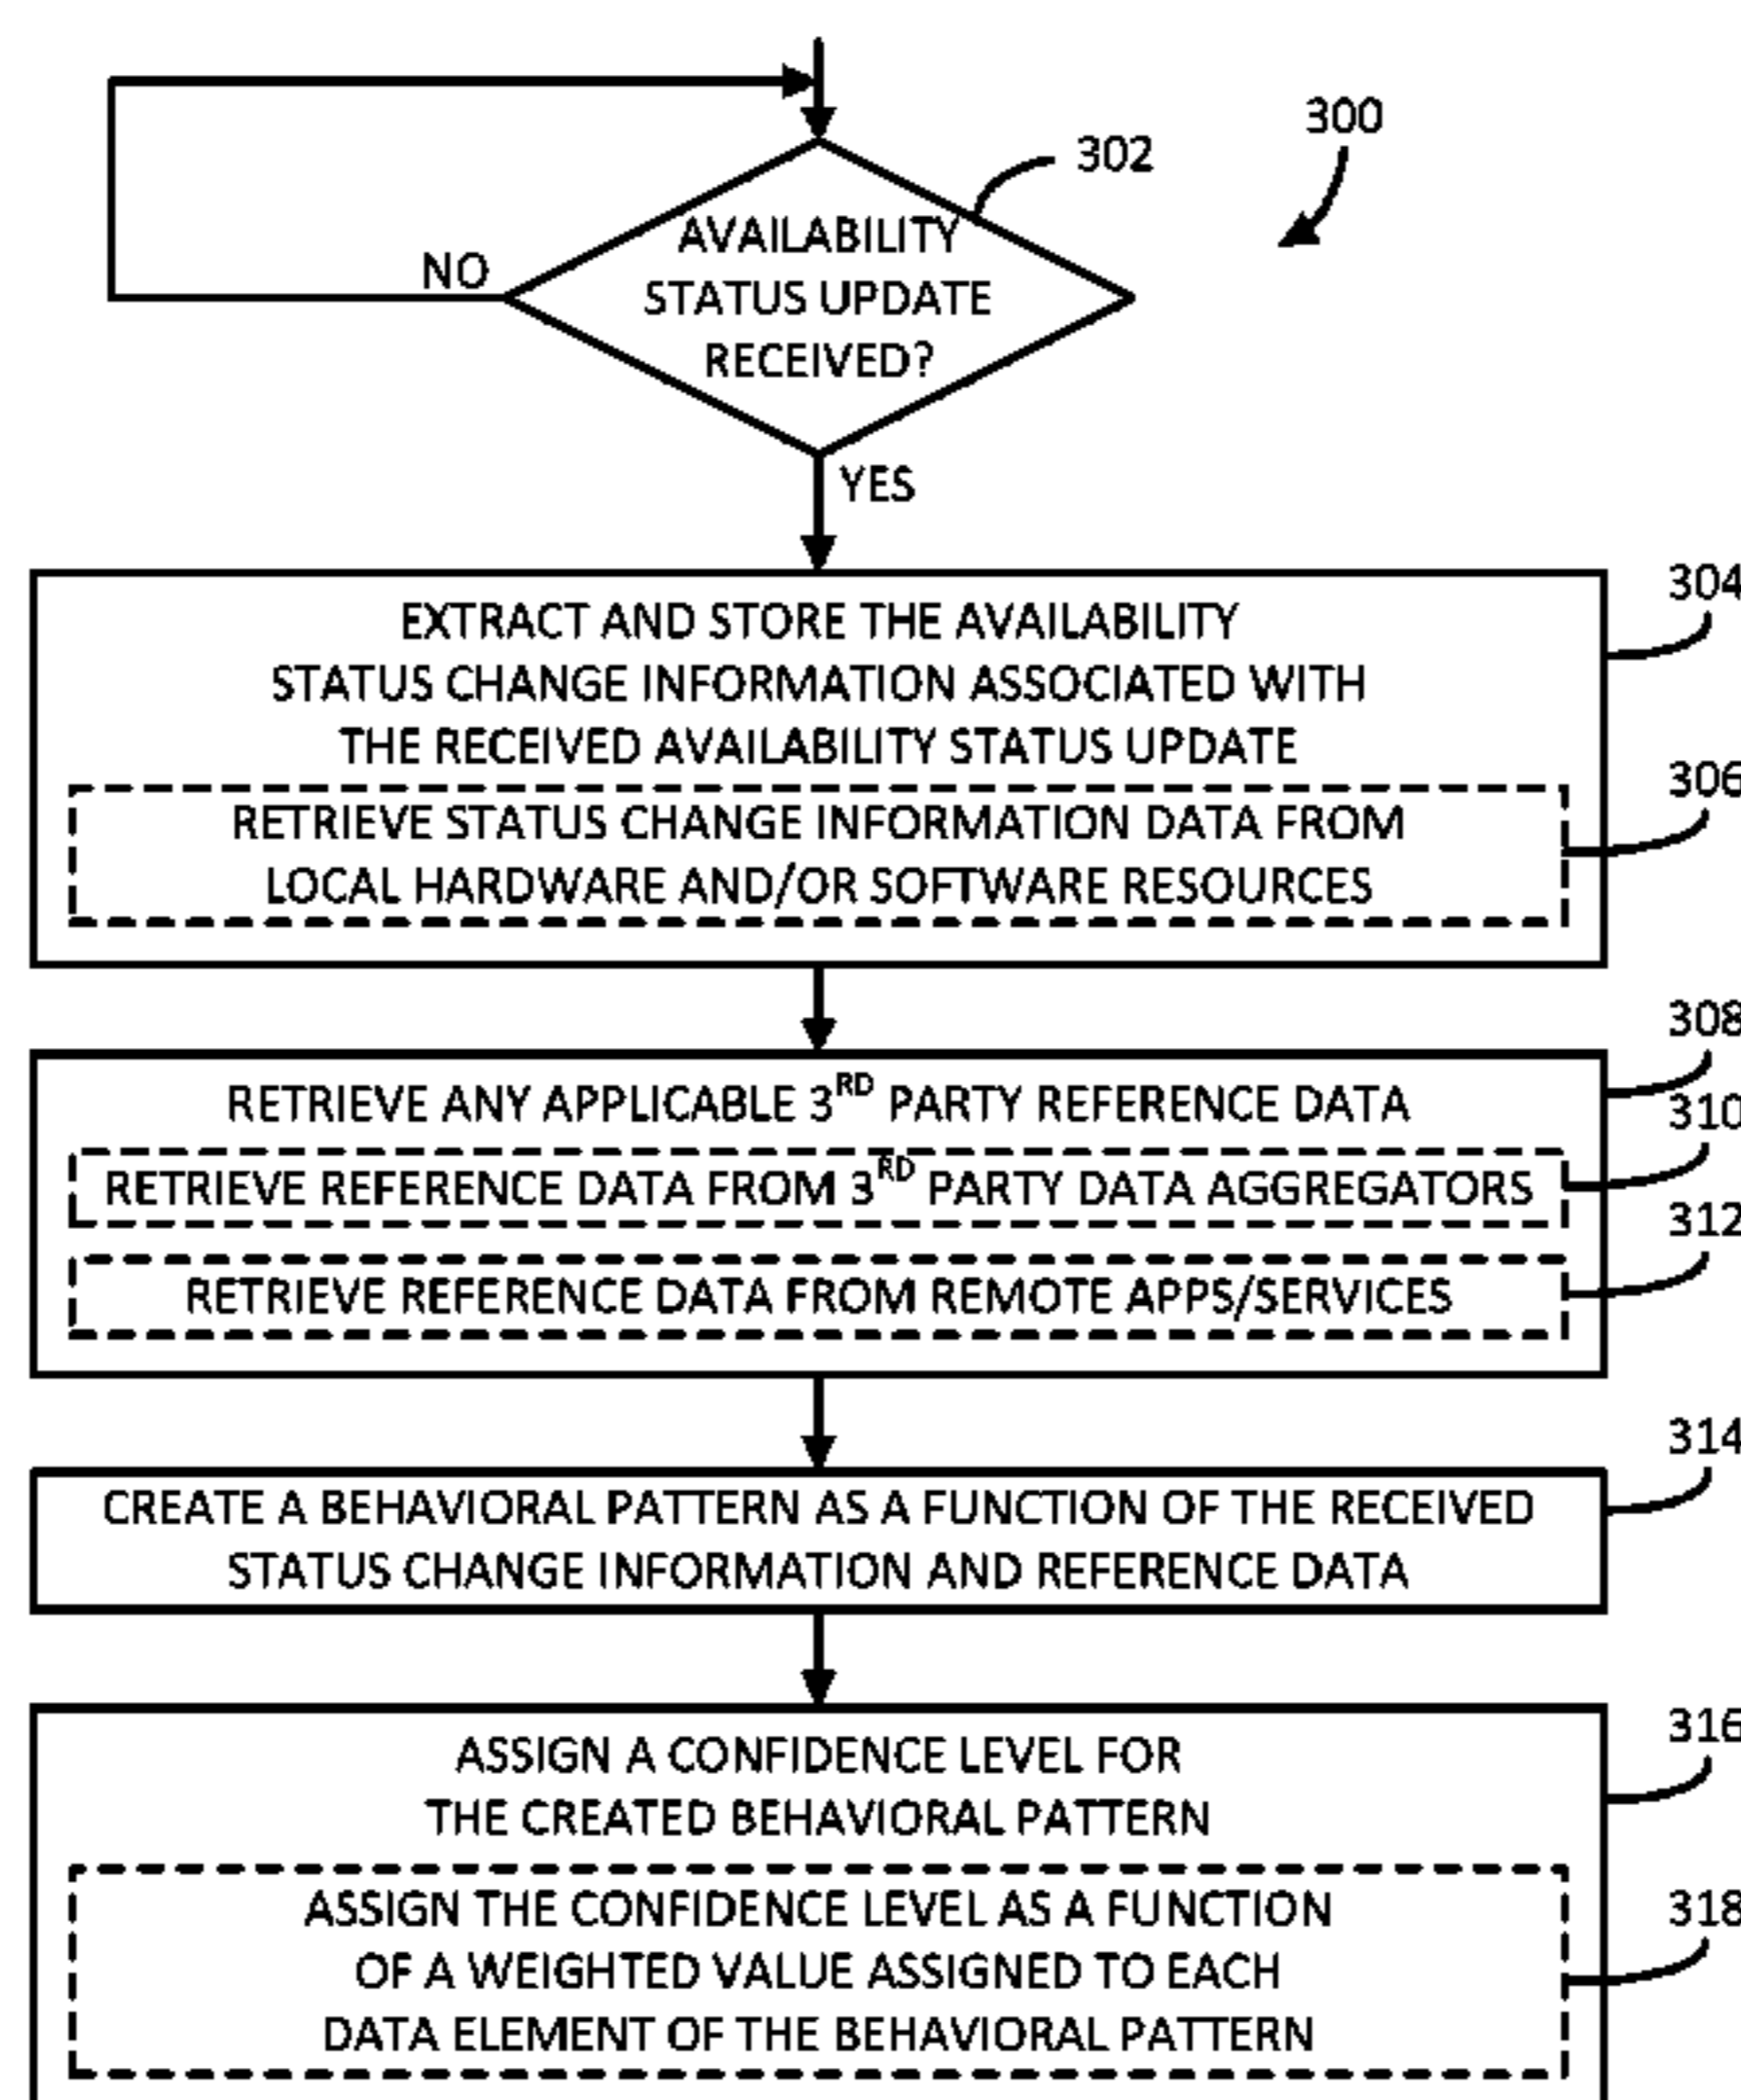 300
302
AVAILABILITY
STATUS UPDATE
RECEIVED?
NO
YES
304
EXTRACT AND STORE THE AVAILABILITY
STATUS CHANGE INFORMATION ASSOCIATED WITH
THE RECEIVED AVAILABILITY STATUS UPDATE
306
RETRIEVE STATUS CHANGE INFORMATION DATA FROM
LOCAL HARDWARE AND/OR SOFTWARE RESOURCES
308
RETRIEVE ANY APPLICABLE 3RD PARTY REFERENCE DATA
310
RETRIEVE REFERENCE DATA FROM 3RD PARTY DATA AGGREGATORS
312
RETRIEVE REFERENCE DATA FROM REMOTE APPS/SERVICES
314
CREATE A BEHAVIORAL PATTERN AS A FUNCTION OF THE RECEIVED
STATUS CHANGE INFORMATION AND REFERENCE DATA
316
ASSIGN A CONFIDENCE LEVEL FOR
THE CREATED BEHAVIORAL PATTERN
318
ASSIGN THE CONFIDENCE LEVEL AS A FUNCTION
OF A WEIGHTED VALUE ASSIGNED TO EACH
DATA ELEMENT OF THE BEHAVIORAL PATTERN